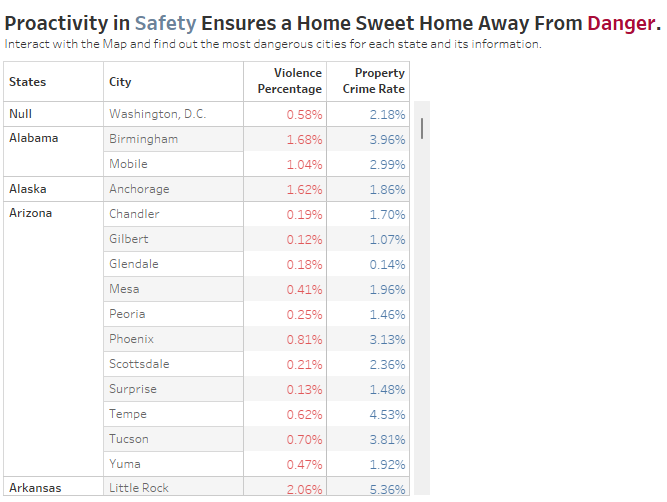 Proactivity in Safety Ensures a Home Sweet Home Away From Danger.
Interact with the Map and find out the most dangerous cities for each state and its information.
States City Violence Percentage Property Crime Rate
Null Washington, D.C. 0.58% 2.18%
Alabama Birmingham 1.68% 3.96%
Mobile 1.04% 2.99%
Alaska Anchorage 1.62% 1.86%
Arizona Chandler 0.19% 1.70%
Gilbert 0.12% 1.07%
Glendale 0.18% 0.14%
Mesa 0.41% 1.96%
Peoria 0.25% 1.46%
Phoenix 0.81% 3.13%
Scottsdale 0.21% 2.36%
Surprise 0.13% 1.48%
Tempe 0.62% 4.53%
Tucson 0.70% 3.81%
Yuma 0.47% 1.92%
Arkansas Little Rock 2.06% 5.36%